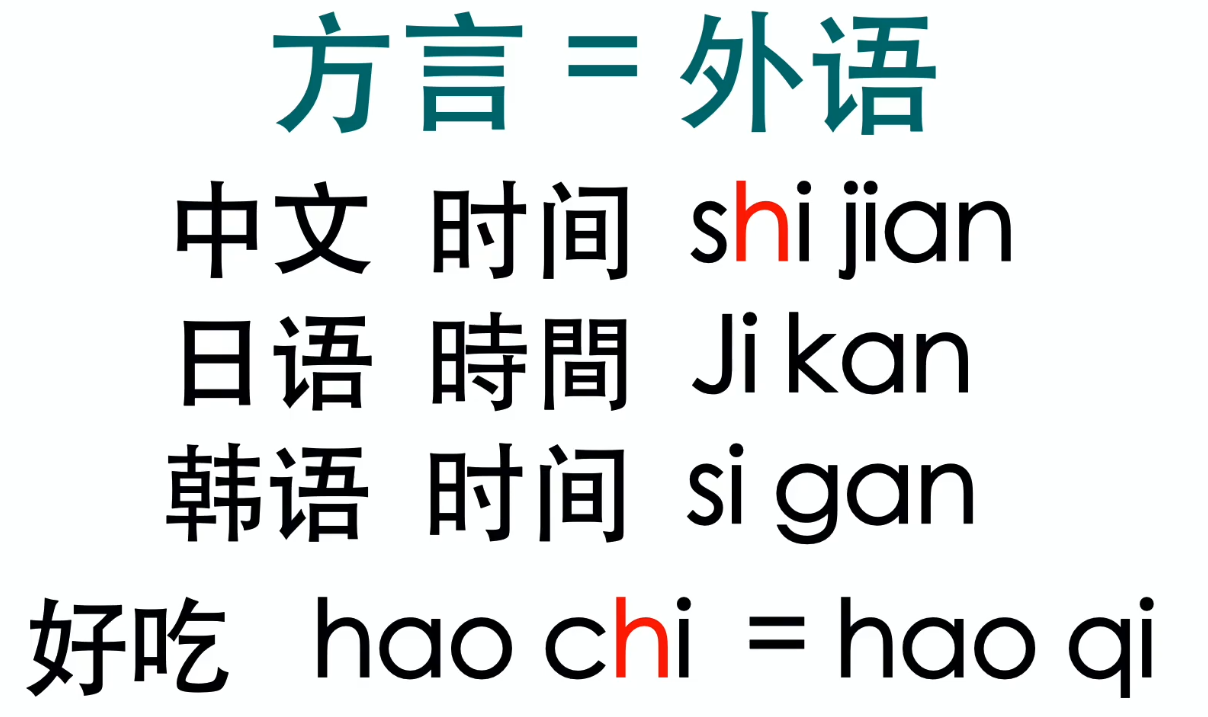 方言 = 外语
中文 时间 shi jian
日语 時間 Ji kan
韩语 时间 si gan
好吃 hao chi = hao qi